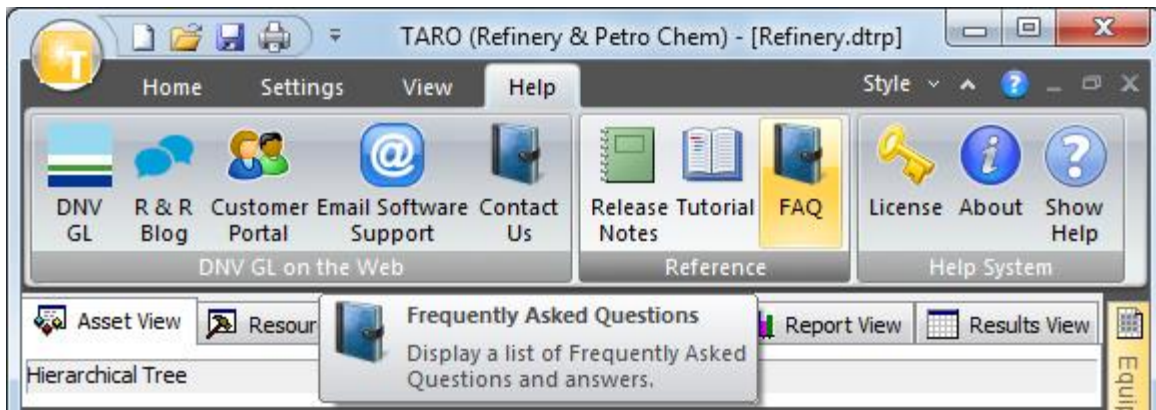 TARO (Refinery & Petro Chem) - [Refinery.dtrp]
Home Settings View Help Style
DNV GL
R & R Blog
Customer Portal
Email Software Support
Contact Us
Release Notes
Tutorial
FAQ
License
About
Show Help
DNV GL on the Web Reference Help System
Asset View Resour Report View Results View
Frequently Asked Questions
Display a list of Frequently Asked
Questions and answers.
Hierarchical Tree
Equi